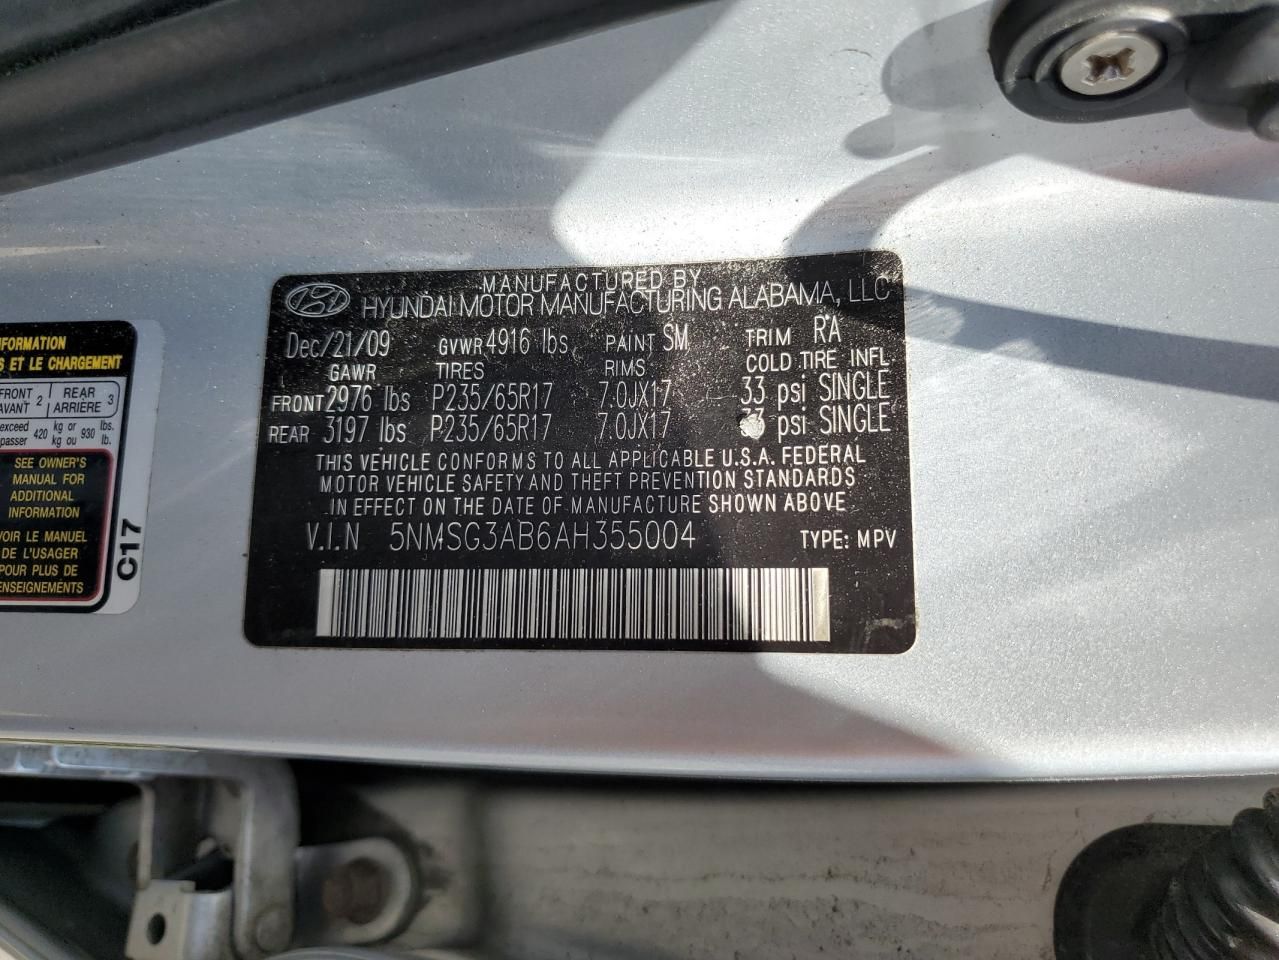 MANUFACTURED BY
HYUNDAI MOTOR MANUFACTURING ALABAMA, LLC
Dec/21/09 GVWR 4916 lbs PAINT SM TRIM RA
GAWR TIRES RIMS COLD TIRE INFL
FRONT 2976 lbs P235/65R17 7.0JX17 33 psi SINGLE
REAR 3197 lbs P235/65R17 7.0JX17 33 psi SINGLE
THIS VEHICLE CONFORMS TO ALL APPLICABLE U.S.A. FEDERAL
MOTOR VEHICLE SAFETY AND THEFT PREVENTION STANDARDS
IN EFFECT ON THE DATE OF MANUFACTURE SHOWN ABOVE
V.I.N 5NMSG3AB6AH355004 TYPE: MPV
ET LE CHARGEMENT
FRONT 2 REAR 3
AVANT ARRIÈRE
exceed 420 kg or 930 lbs.
kg ou lb.
SEE OWNER'S
MANUAL FOR
ADDITIONAL
INFORMATION
VOIR LE MANUEL
DE L'USAGER
POUR PLUS DE
C17